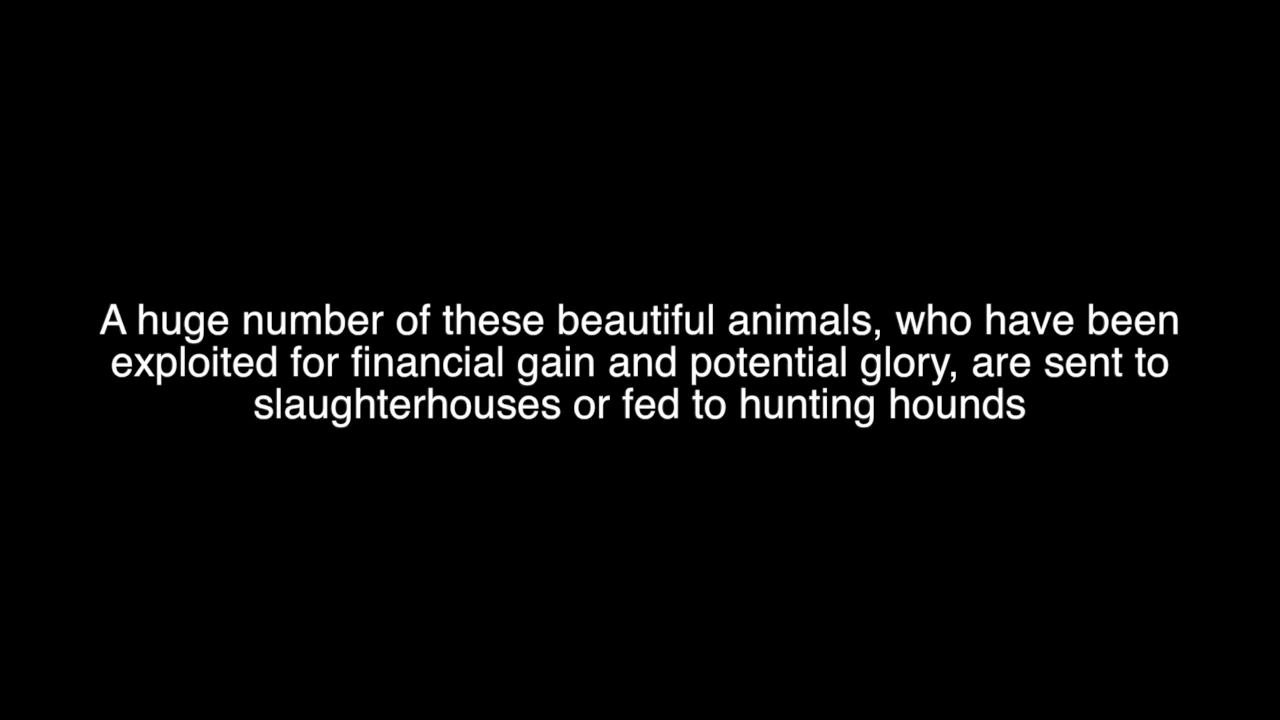 A huge number of these beautiful animals, who have been
exploited for financial gain and potential glory, are sent to
slaughterhouses or fed to hunting hounds